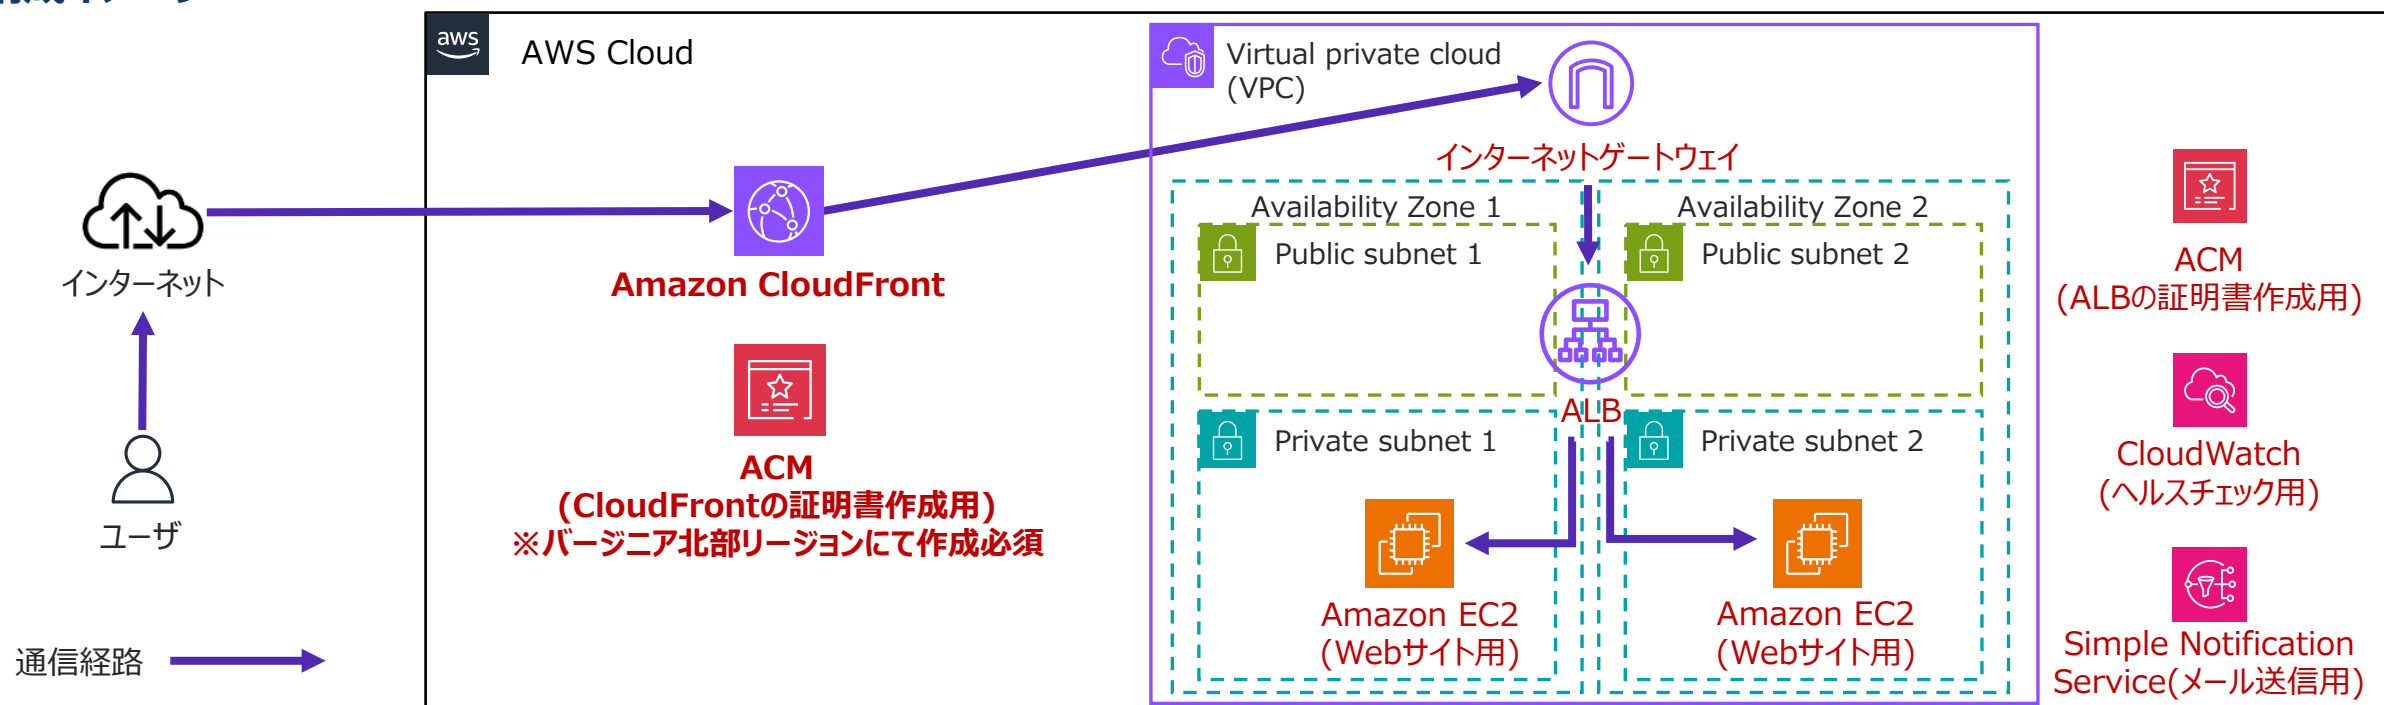 aws
AWS Cloud
Virtual private cloud
(VPC)
インターネットゲートウェイ
Availability Zone 1
Availability Zone 2
Public subnet 1
Public subnet 2
インターネット
Amazon CloudFront
ACM
(ALBの証明書作成用)
ALB
Private subnet 1
Private subnet 2
ACM
(CloudFrontの証明書作成用)
※バージニア北部リージョンにて作成必須
CloudWatch
(ヘルスチェック用)
ユーザ
Amazon EC2
(Webサイト用)
Amazon EC2
(Webサイト用)
Simple Notification
Service(メール送信用)
通信経路